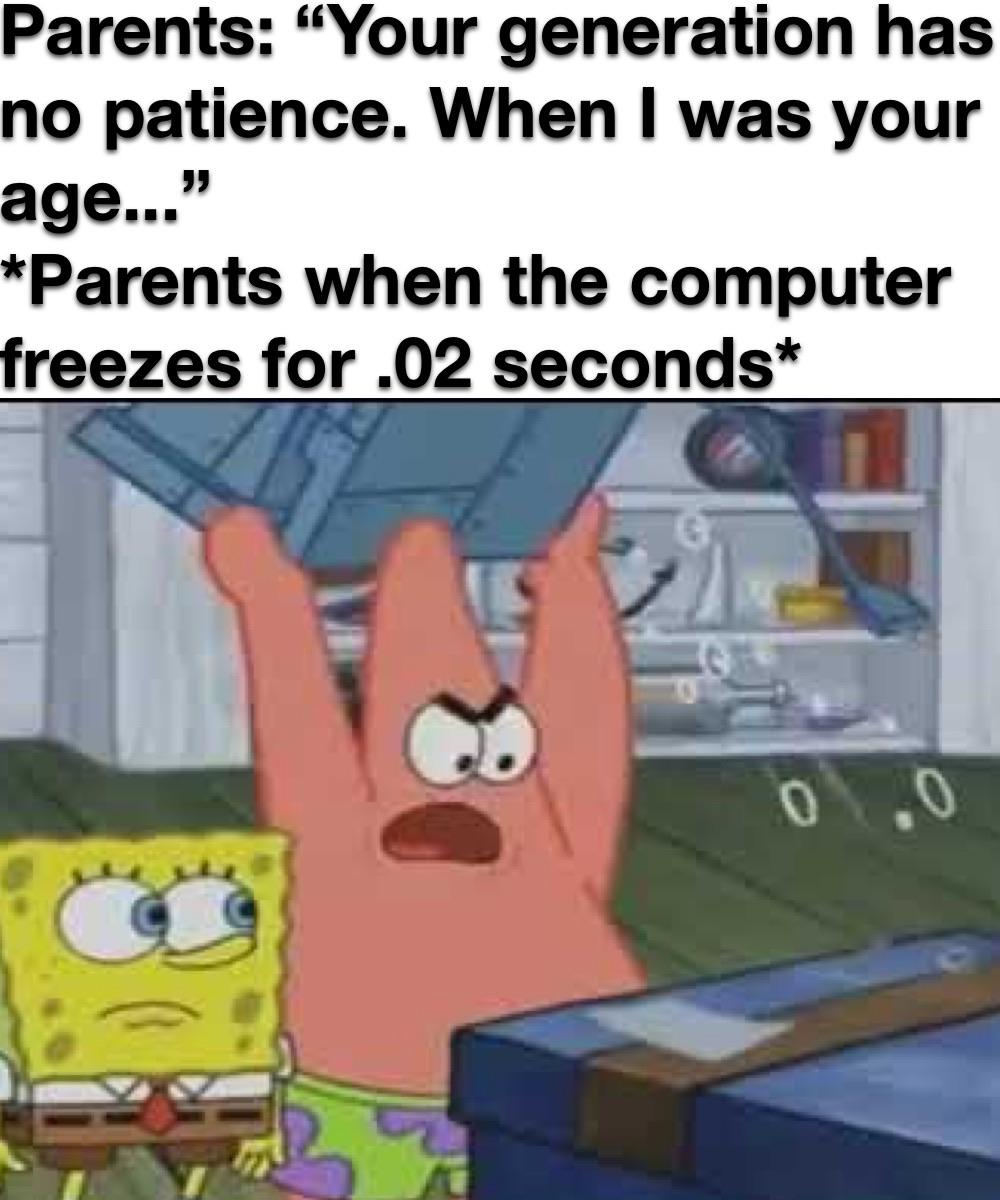 Parents: “Your generation has
no patience. When I was your
age...”
*Parents when the computer
freezes for .02 seconds*